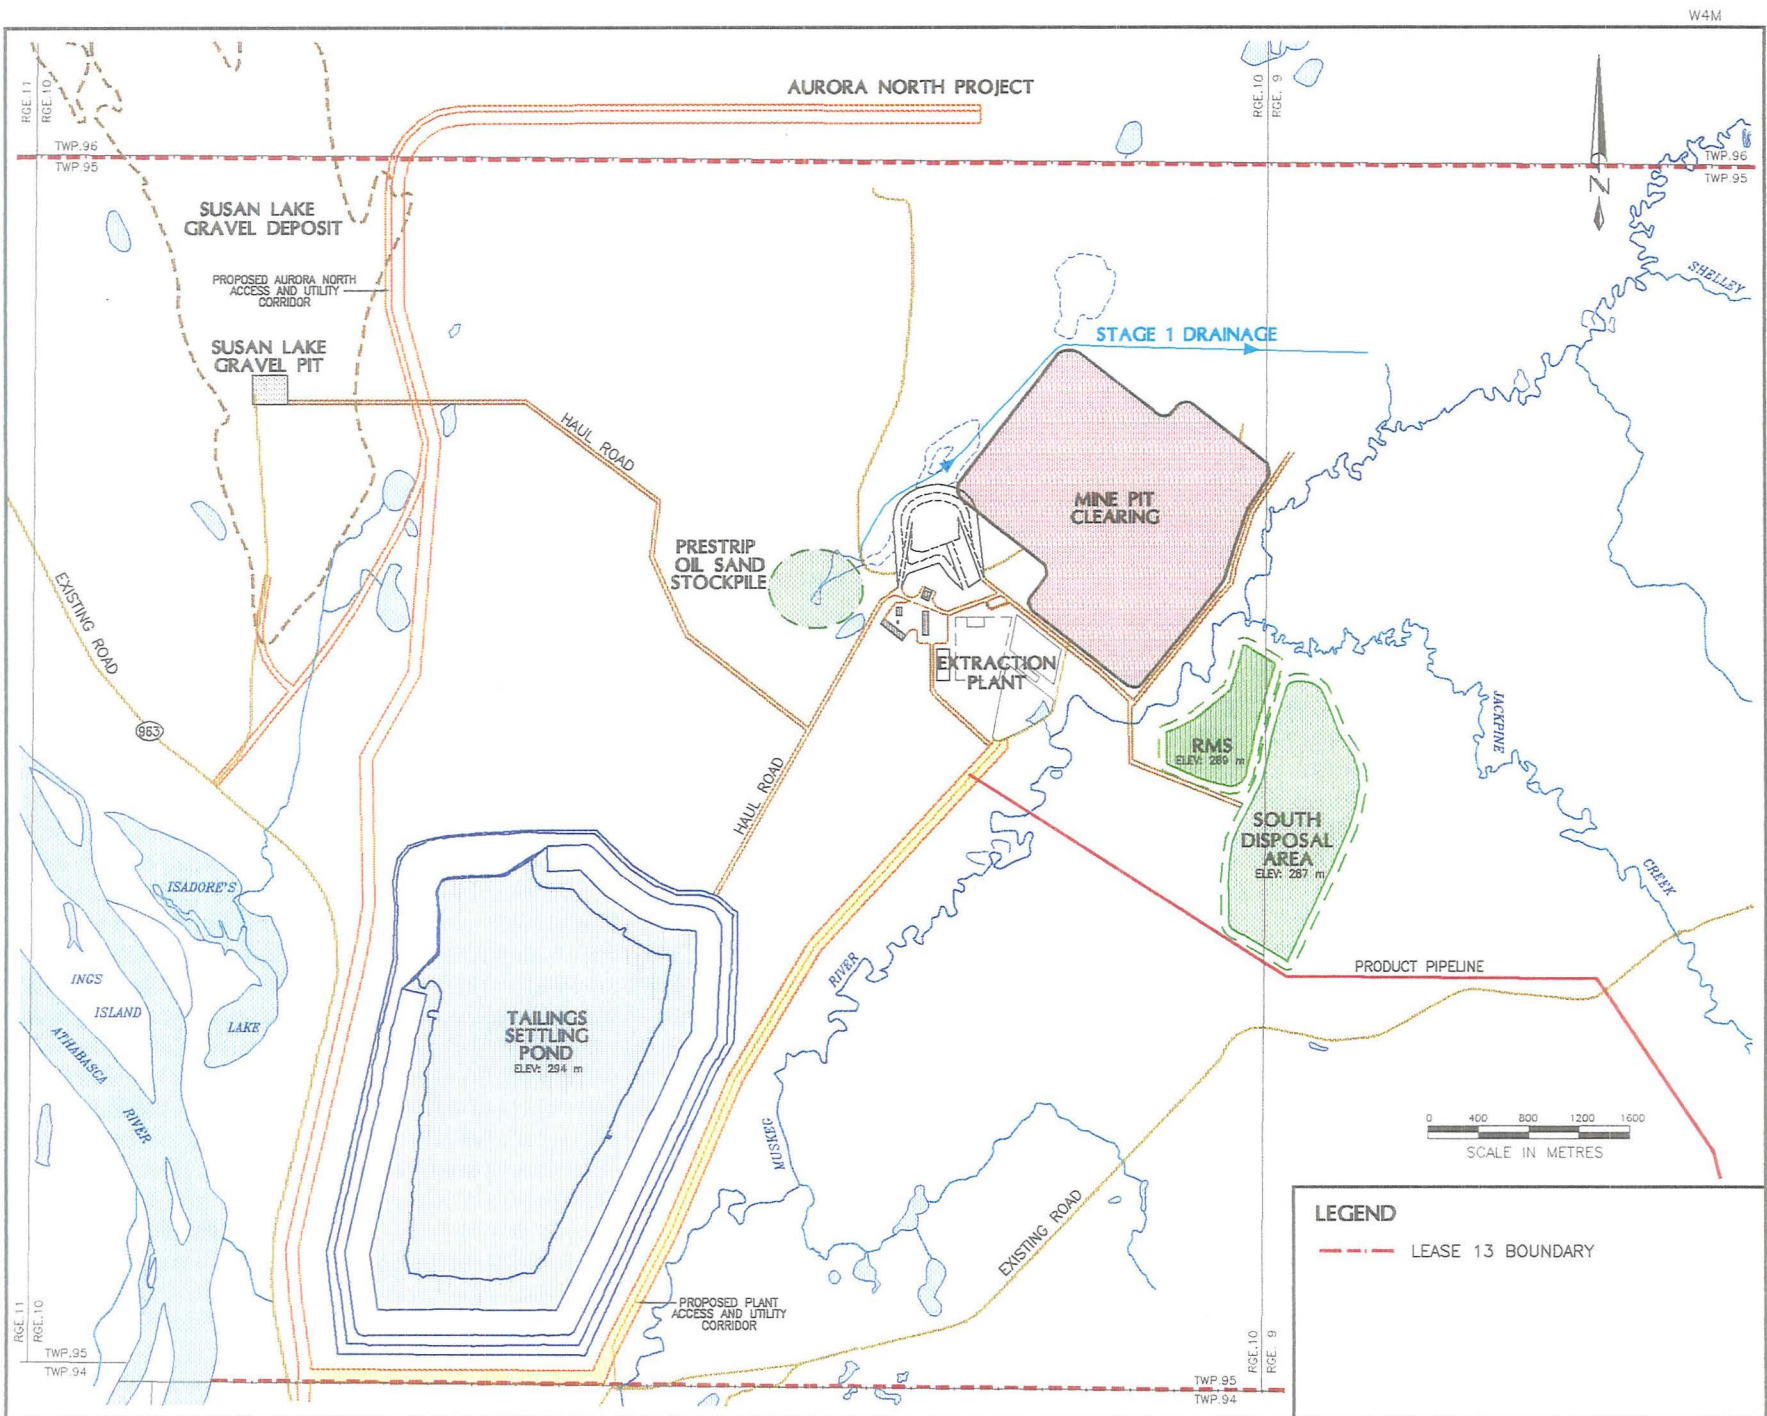 W4M
AURORA NORTH PROJECT
RGE.11
RGE.10
RGE.10
RGE. 9
TWP.96
TWP.95
TWP.96
TWP.95
N
SUSAN LAKE
GRAVEL DEPOSIT
PROPOSED AURORA NORTH
ACCESS AND UTILITY
CORRIDOR
SHELLEY
STAGE 1 DRAINAGE
SUSAN LAKE
GRAVEL PIT
HAUL ROAD
MINE PIT
CLEARING
PRESTRIP
OIL SAND
STOCKPILE
EXISTING ROAD
963
EXTRACTION
PLANT
JACKPINE
CREEK
RMS
ELEV: 289 m
HAUL ROAD
SOUTH
DISPOSAL
AREA
ELEV: 287 m
ISADORE'S
LAKE
INGS
ISLAND
ATHABASCA
RIVER
RIVER
MUSKEG
PRODUCT PIPELINE
TAILINGS
SETTLING
POND
ELEV: 294 m
0 400 800 1200 1600
SCALE IN METRES
EXISTING ROAD
PROPOSED PLANT
ACCESS AND UTILITY
CORRIDOR
LEGEND
LEASE 13 BOUNDARY
RGE.11
RGE.10
RGE.10
RGE. 9
TWP.95
TWP.94
TWP.95
TWP.94